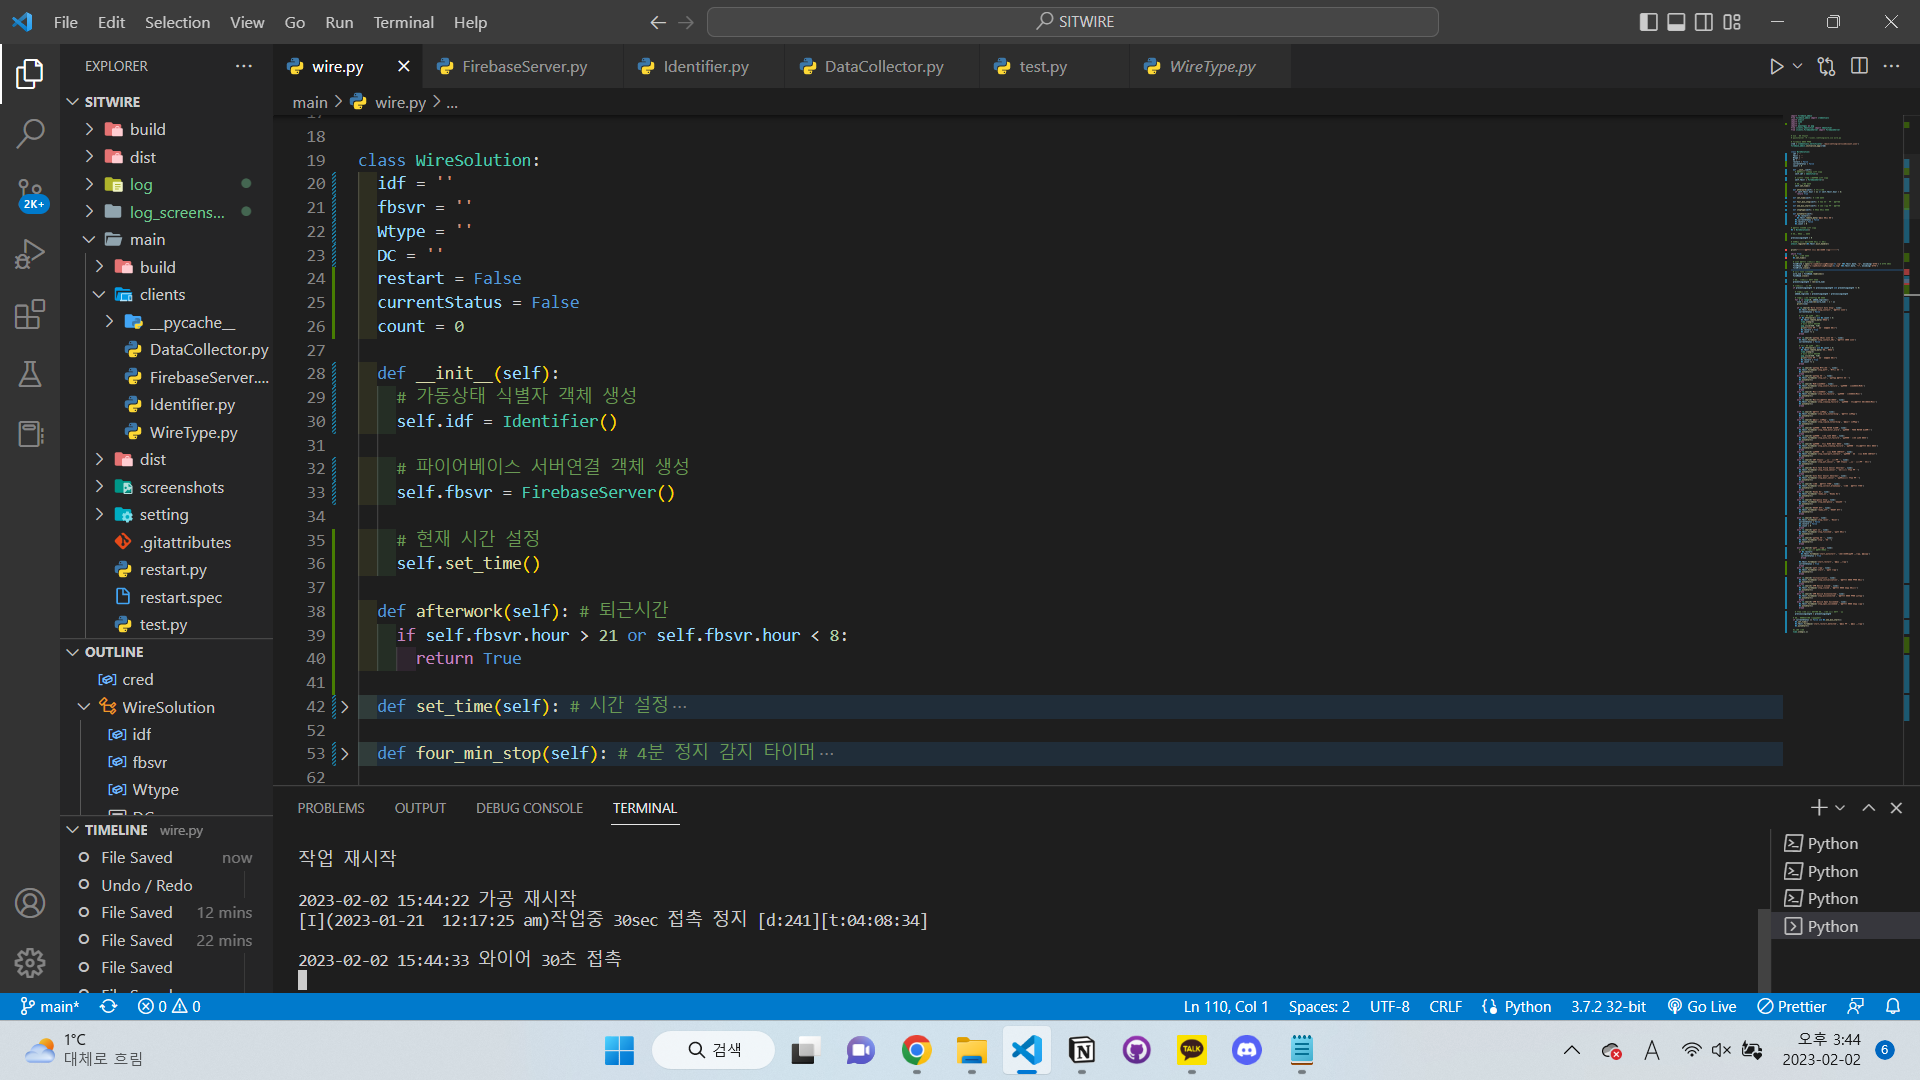 File Edit Selection View Go Run Terminal Help
SITWIRE
EXPLORER
SITWIRE
build
dist
log
log_screens...
main
build
clients
__pycache__
DataCollector.py
FirebaseServer....
Identifier.py
WireType.py
dist
screenshots
setting
.gitattributes
restart.py
restart.spec
test.py
OUTLINE
cred
WireSolution
idf
fbsvr
Wtype
TIMELINE wire.py
File Saved now
Undo / Redo
File Saved 12 mins
File Saved 22 mins
File Saved
2K+
wire.py FirebaseServer.py Identifier.py DataCollector.py test.py WireType.py
main > wire.py > ...
18
19 class WireSolution:
20 idf = ''
21 fbsvr = ''
22 Wtype = ''
23 DC = ''
24 restart = False
25 currentStatus = False
26 count = 0
27
28 def __init__(self):
29 # 가동상태 식별자 객체 생성
30 self.idf = Identifier()
31
32 # 파이어베이스 서버연결 객체 생성
33 self.fbsvr = FirebaseServer()
34
35 # 현재 시간 설정
36 self.set_time()
37
38 def afterwork(self): # 퇴근시간
39 if self.fbsvr.hour > 21 or self.fbsvr.hour < 8:
40 return True
41
42 def set_time(self): # 시간 설정 ...
52
53 def four_min_stop(self): # 4분 정지 감지 타이머 ...
62
PROBLEMS OUTPUT DEBUG CONSOLE TERMINAL
작업 재시작
2023-02-02 15:44:22 가공 재시작
[I](2023-01-21  12:17:25 am)작업중 30sec 접촉 정지 [d:241][t:04:08:34]
2023-02-02 15:44:33 와이어 30초 접촉
Python
Python
Python
Python
main* 0 0
Ln 110, Col 1 Spaces: 2 UTF-8 CRLF Python 3.7.2 32-bit Go Live Prettier
1°C
대체로 흐림
검색
TALK
A
오후 3:44
2023-02-02
6